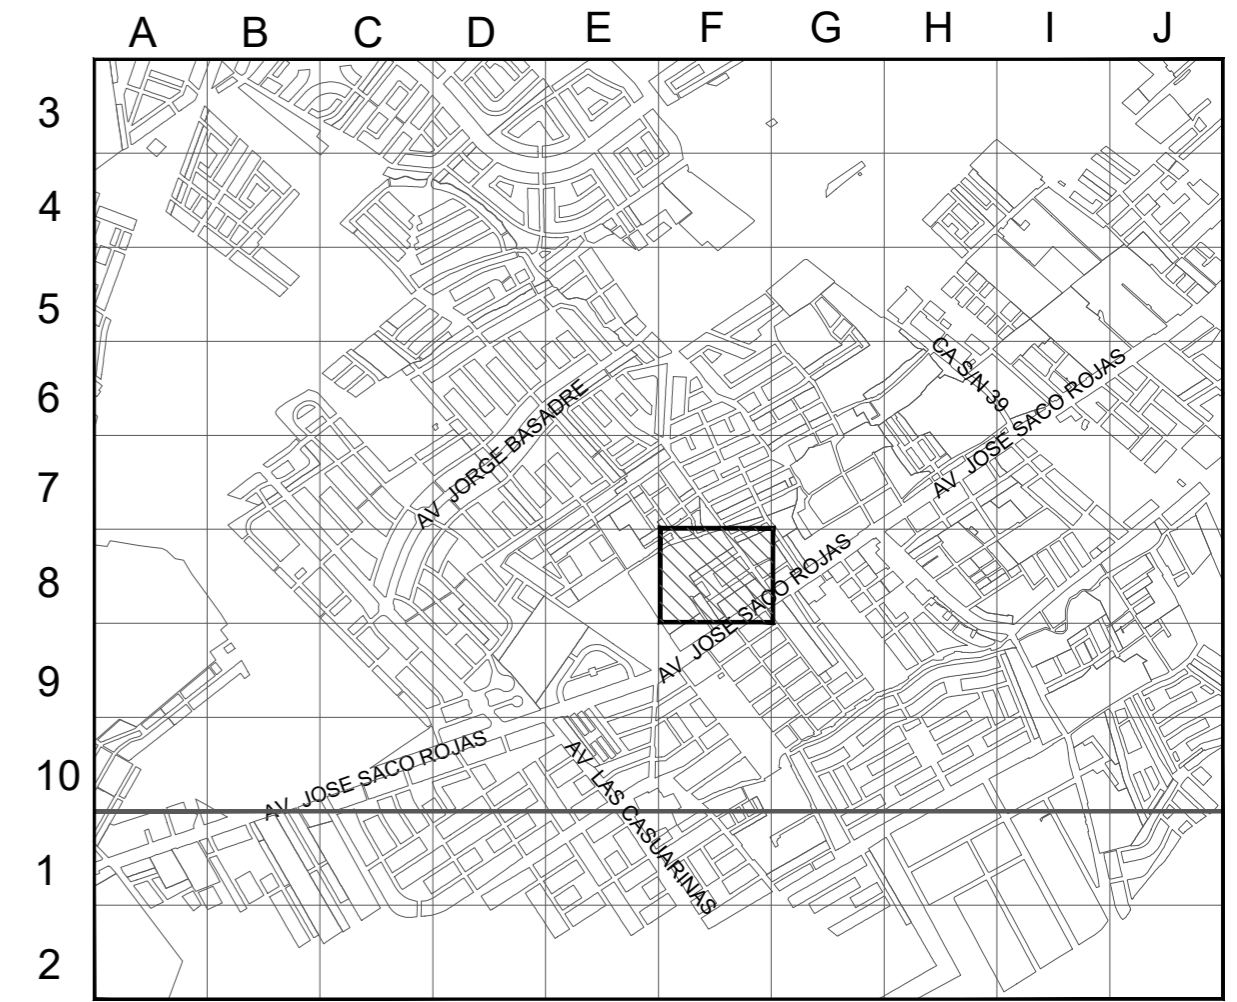 A B C D E F G H I J
3
4
5
CA S/N 39
AV JOSE SACO ROJAS
6
AV JORGE BASADRE
7
AV JOSE SACO ROJAS
8
AV JOSE SACO ROJAS
9
AV JOSE SACO ROJAS
AV LAS CASUARINAS
10
1
2